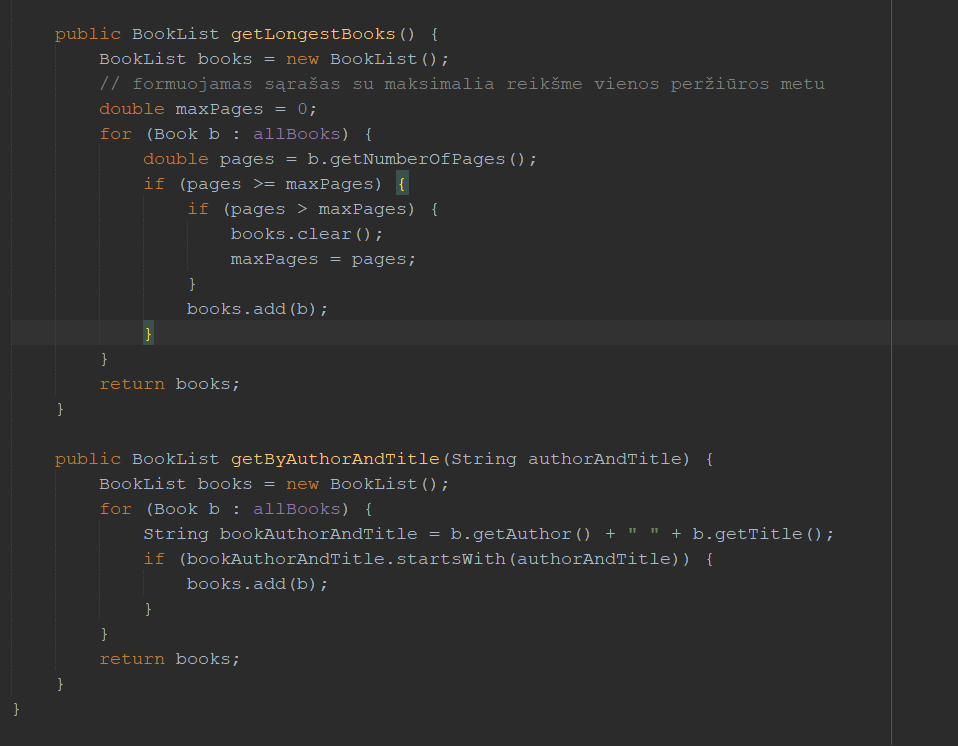 public BookList getLongestBooks() {
BookList books = new BookList();
// formuojamas sąrašas su maksimalia reikšme vienos peržiūros metu
double maxPages = 0;
for (Book b : allBooks) {
double pages = b.getNumberOfPages();
if (pages >= maxPages) {
if (pages > maxPages) {
books.clear();
maxPages = pages;
}
books.add(b);
}
}
return books;
}
public BookList getByAuthorAndTitle(String authorAndTitle) {
BookList books = new BookList();
for (Book b : allBooks) {
String bookAuthorAndTitle = b.getAuthor() + " " + b.getTitle();
if (bookAuthorAndTitle.startsWith(authorAndTitle)) {
books.add(b);
}
}
return books;
}
}